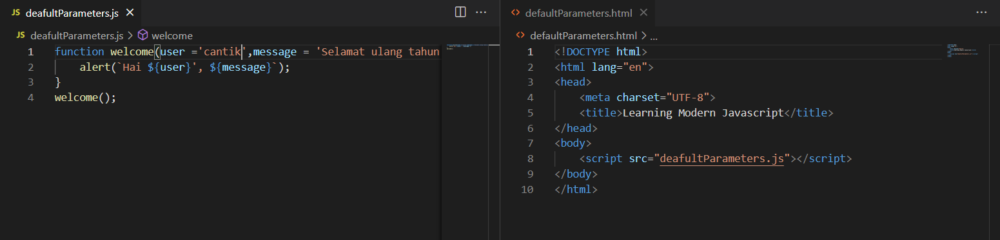 JS deafultParameters.js ×
JS deafultParameters.js > welcome
1 function welcome(user ='cantik',message = 'Selamat ulang tahun
2     alert(`Hai ${user}', ${message}`);
3 }
4 welcome();
<> defaultParameters.html ×
<> defaultParameters.html > ...
1 <!DOCTYPE html>
2 <html lang="en">
3 <head>
4     <meta charset="UTF-8">
5     <title>Learning Modern Javascript</title>
6 </head>
7 <body>
8     <script src="deafultParameters.js"></script>
9 </body>
10 </html>